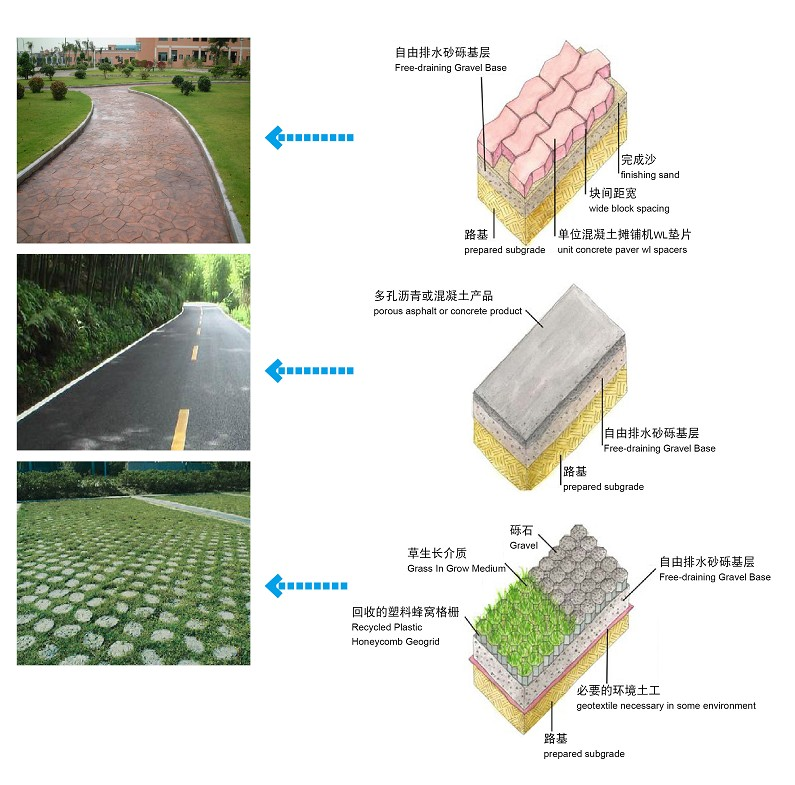 自由排水砂砾基层
Free-draining Gravel Base
完成沙
finishing sand
块间距宽
wide block spacing
路基
prepared subgrade
单位混凝土摊铺机WL垫片
unit concrete paver wl spacers
多孔沥青或混凝土产品
porous asphalt or concrete product
自由排水砂砾基层
Free-draining Gravel Base
路基
prepared subgrade
砾石
Gravel
草生长介质
Grass In Grow Medium
自由排水砂砾基层
Free-draining Gravel Base
回收的塑料蜂窝格栅
Recycled Plastic
Honeycomb Geogrid
必要的环境土工
geotextile necessary in some environment
路基
prepared subgrade